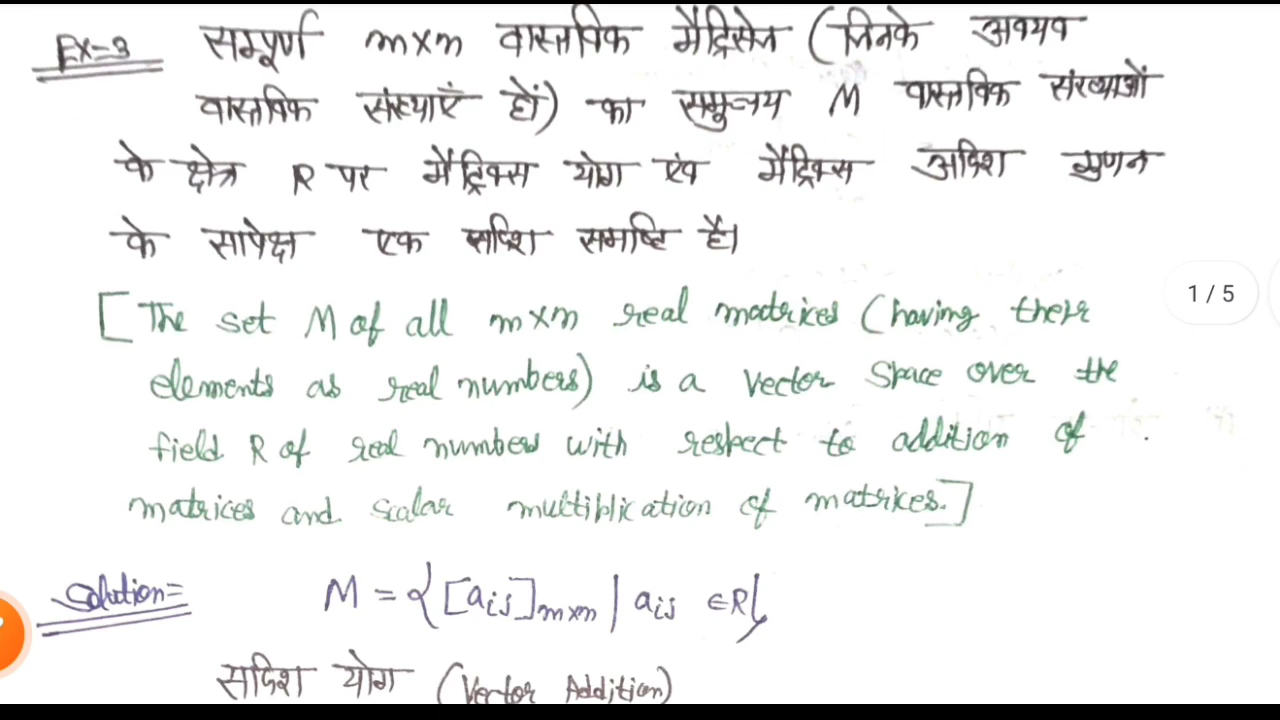 EX=3 सम्पूर्ण m×n वास्तविक मैट्रिसेज (जिनके अवयव
वास्तविक संख्याएं हों) का समुच्चय M वास्तविक संख्याओं
के क्षेत्र R पर मैट्रिक्स योग एंव मैट्रिक्स अदिश गुणन
के सापेक्ष एक सदिश समष्टि है।
[The set M of all m×n real matrices (having there
elements as real numbers) is a vector space over the
field R of real numbers with respect to addition of
matrices and scalar multiplication of matrices.]
1 / 5
Solution= M = {[aij]m×n | aij ∈R}
सदिश योग (Vector Addition)